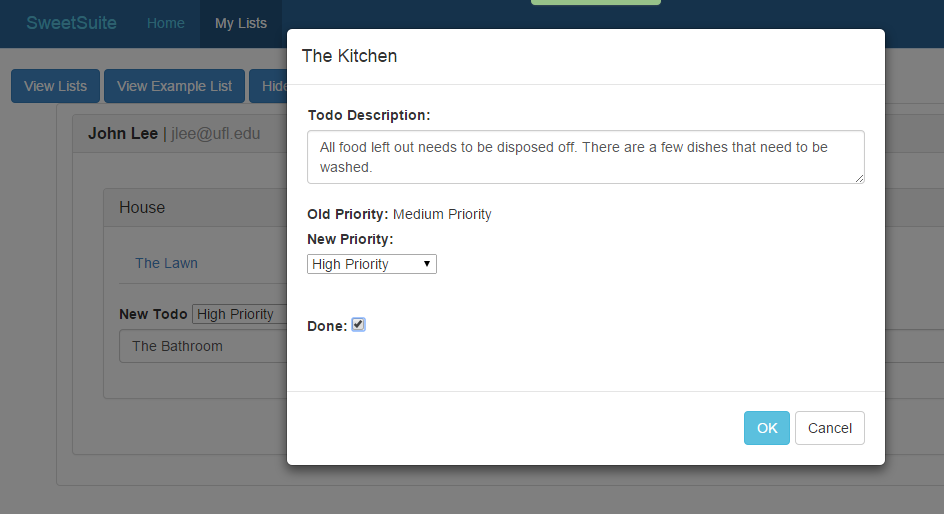 SweetSuite Home My Lists
The Kitchen
View Lists View Example List Hide
Todo Description:
John Lee | jlee@ufl.edu
All food left out needs to be disposed off. There are a few dishes that need to be
washed.
House
Old Priority: Medium Priority
New Priority:
The Lawn
High Priority
New Todo High Priority
Done:
The Bathroom
OK Cancel